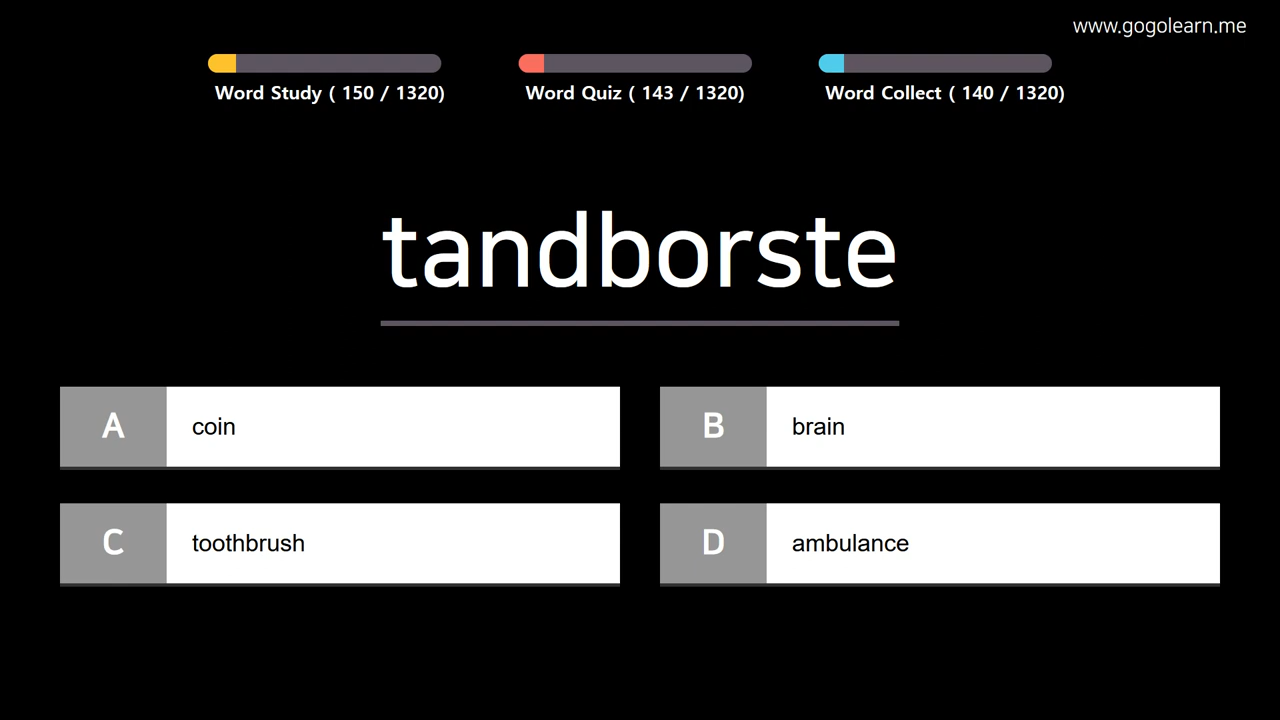 www.gogolearn.me
Word Study ( 150 / 1320)
Word Quiz ( 143 / 1320)
Word Collect ( 140 / 1320)
tandborste
A coin
B brain
C toothbrush
D ambulance